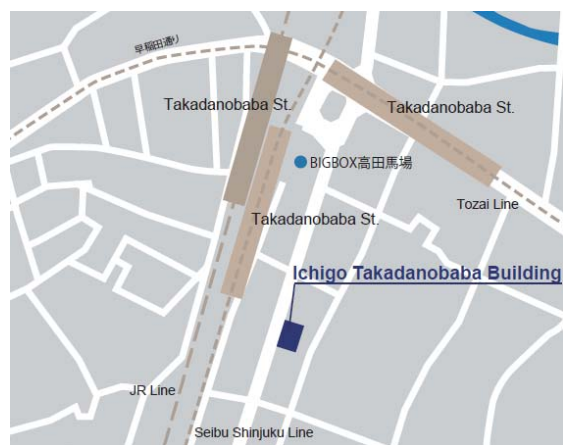 早稲田通り
Takadanobaba St.
Takadanobaba St.
BIGBOX高田馬場
Tozai Line
Takadanobaba St.
Ichigo Takadanobaba Building
JR Line
Seibu Shinjuku Line